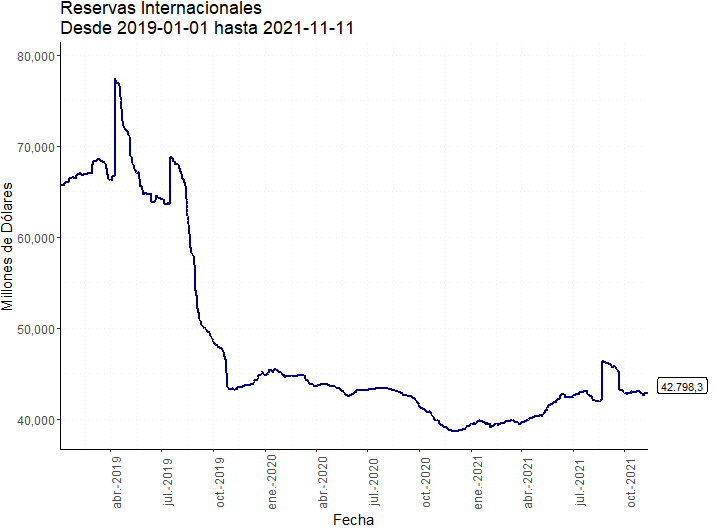 Reservas Internacionales
Desde 2019-01-01 hasta 2021-11-11
Millones de Dólares
80,000
70,000
60,000
50,000
40,000
42.798,3
abr.-2019
jul.-2019
oct.-2019
ene.-2020
abr.-2020
jul.-2020
oct.-2020
ene.-2021
abr.-2021
jul.-2021
oct.-2021
Fecha